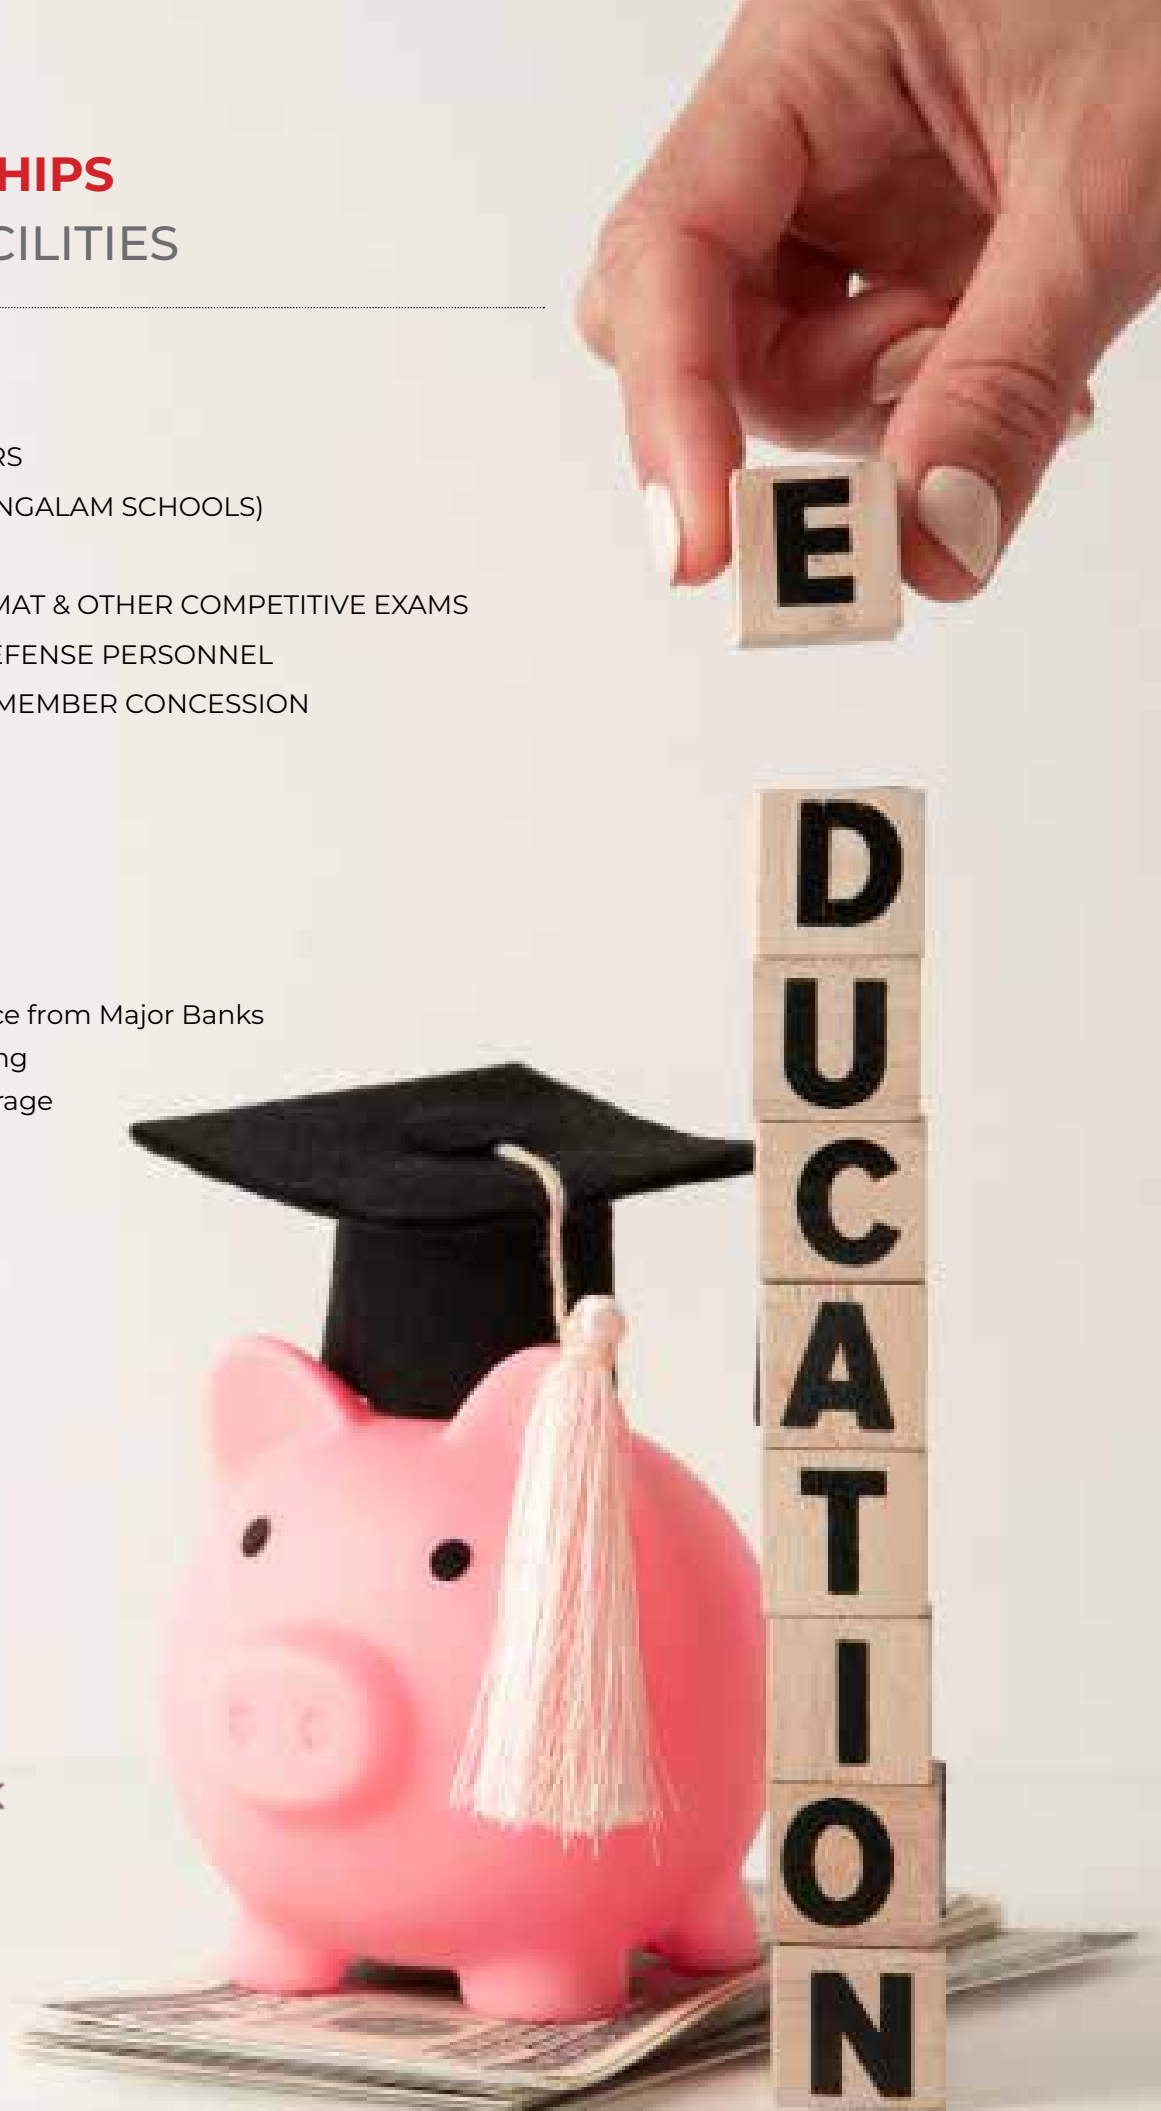 HIPS
CILITIES
RS
NGALAM SCHOOLS)
MAT & OTHER COMPETITIVE EXAMS
EFENSE PERSONNEL
MEMBER CONCESSION
ce from Major Banks
ng
rage
E
D
U
C
A
T
I
O
N